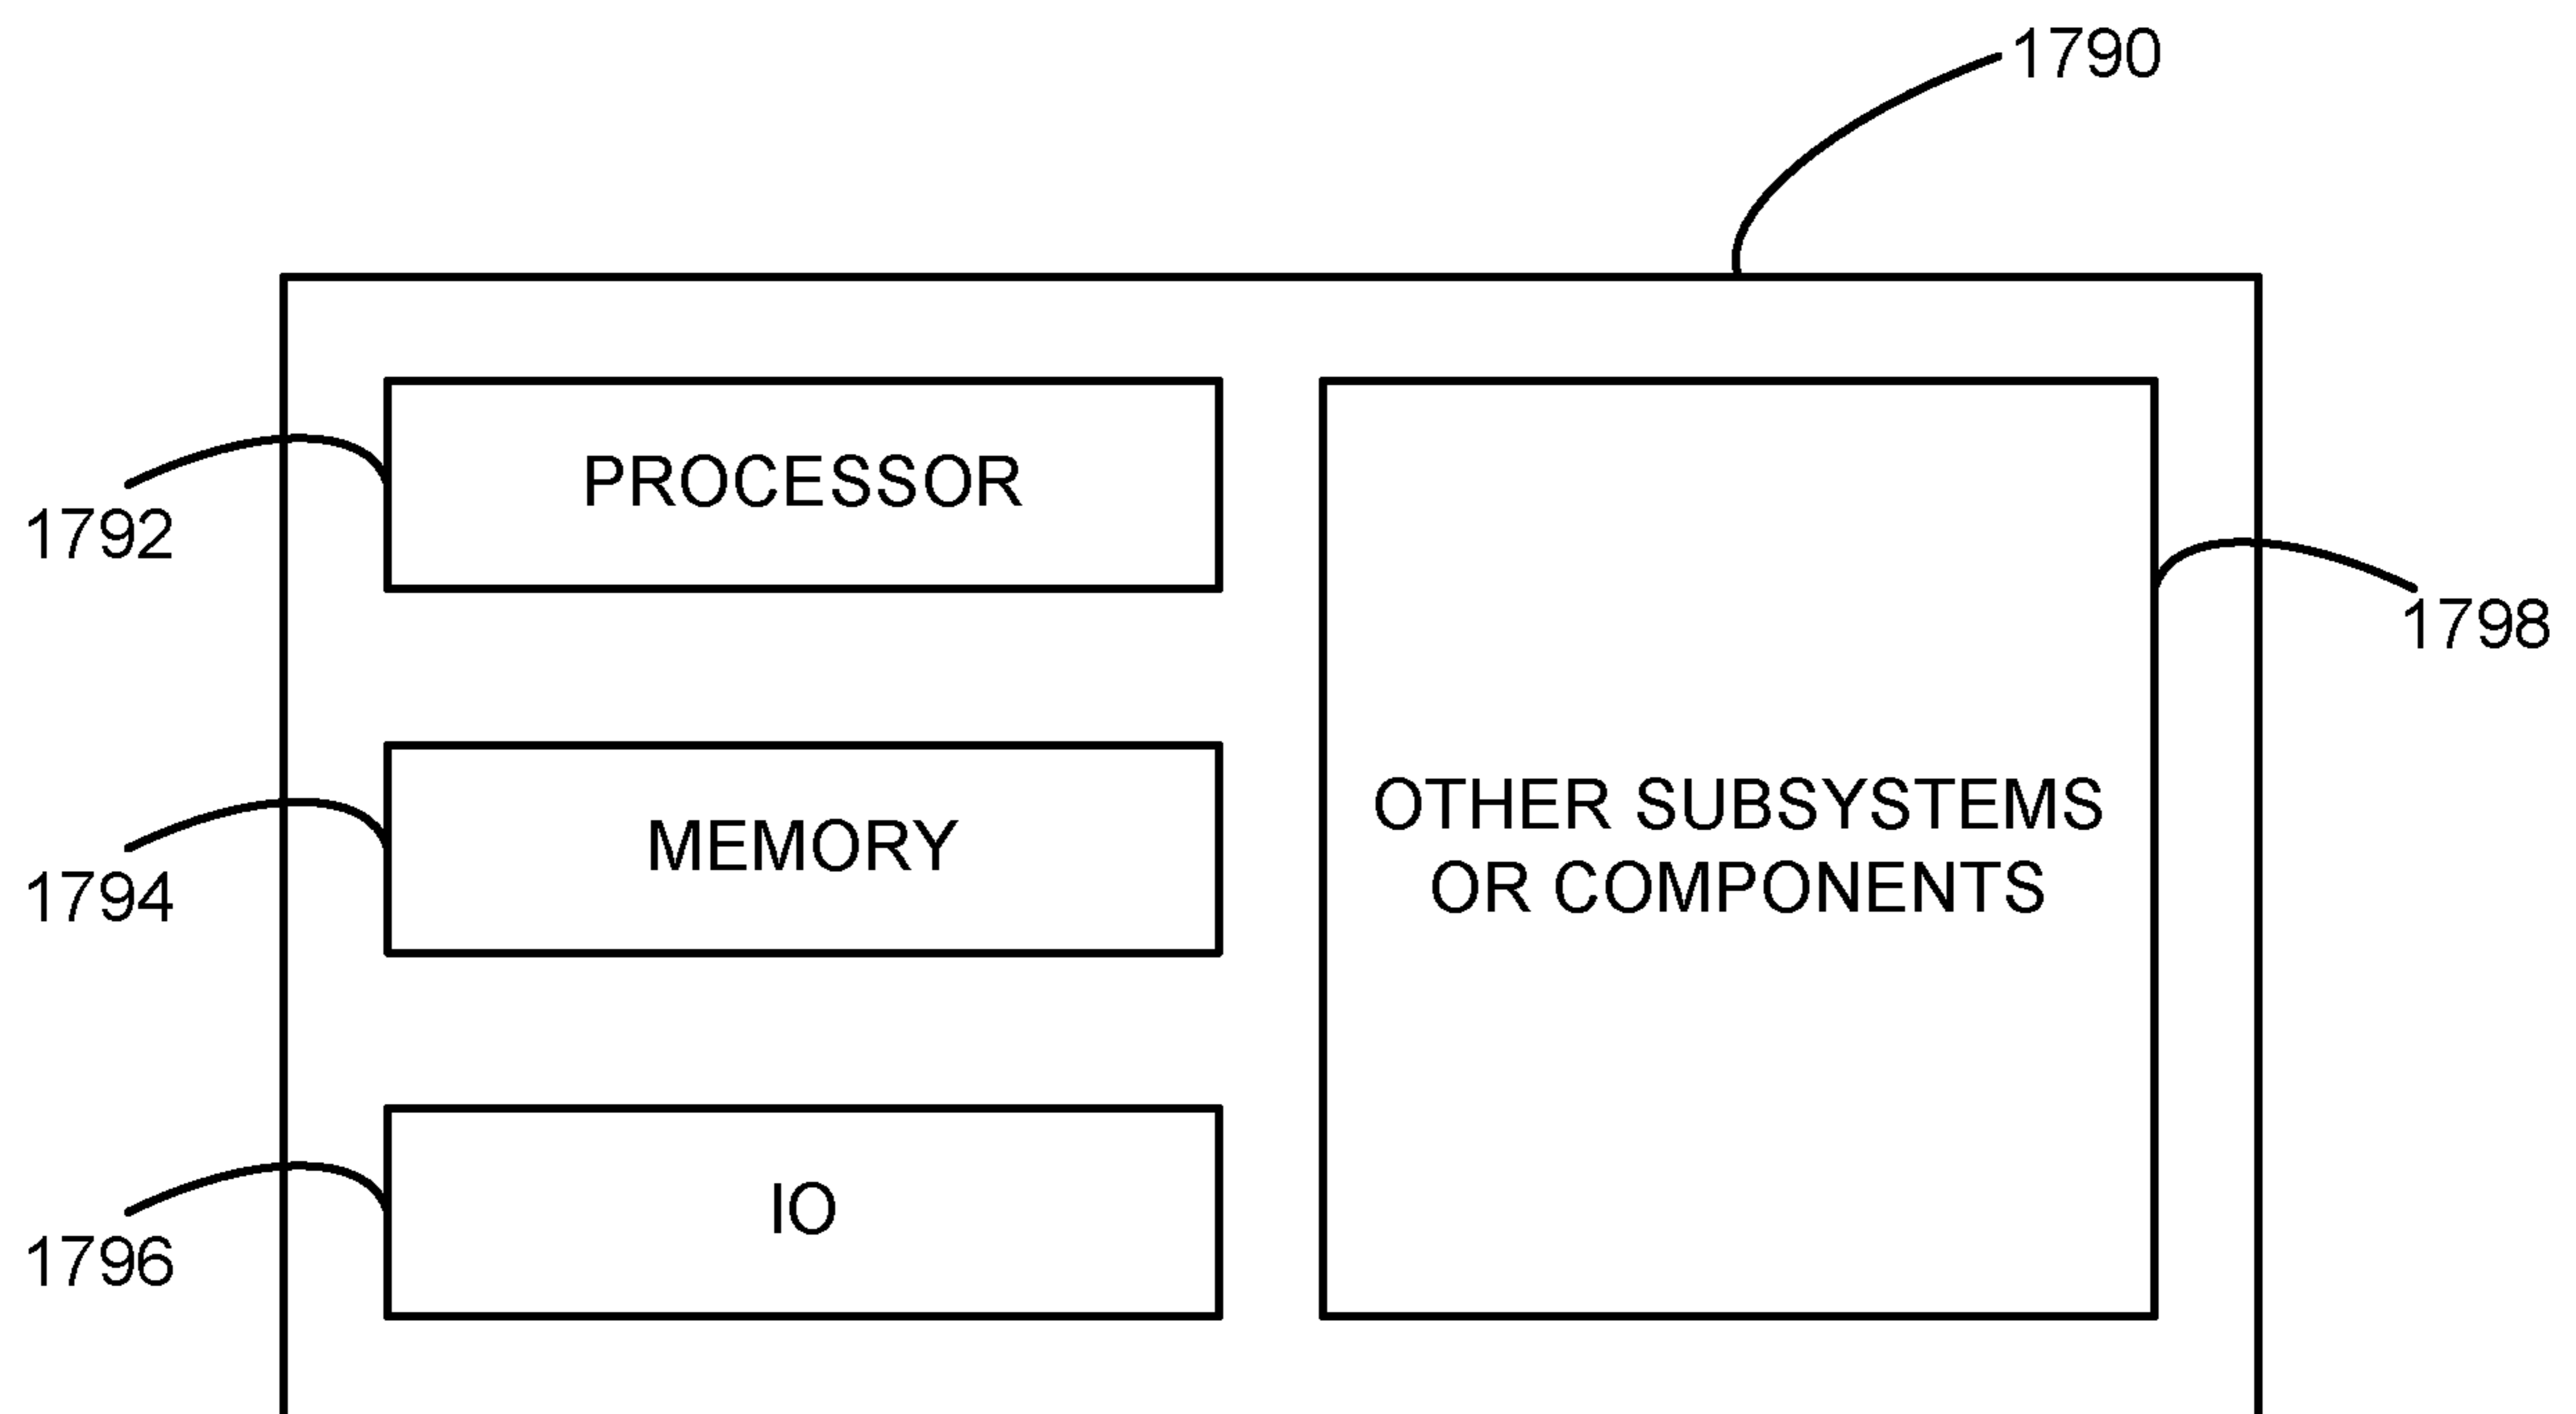 1790
PROCESSOR
1792
1798
MEMORY
OTHER SUBSYSTEMS
OR COMPONENTS
1794
IO
1796